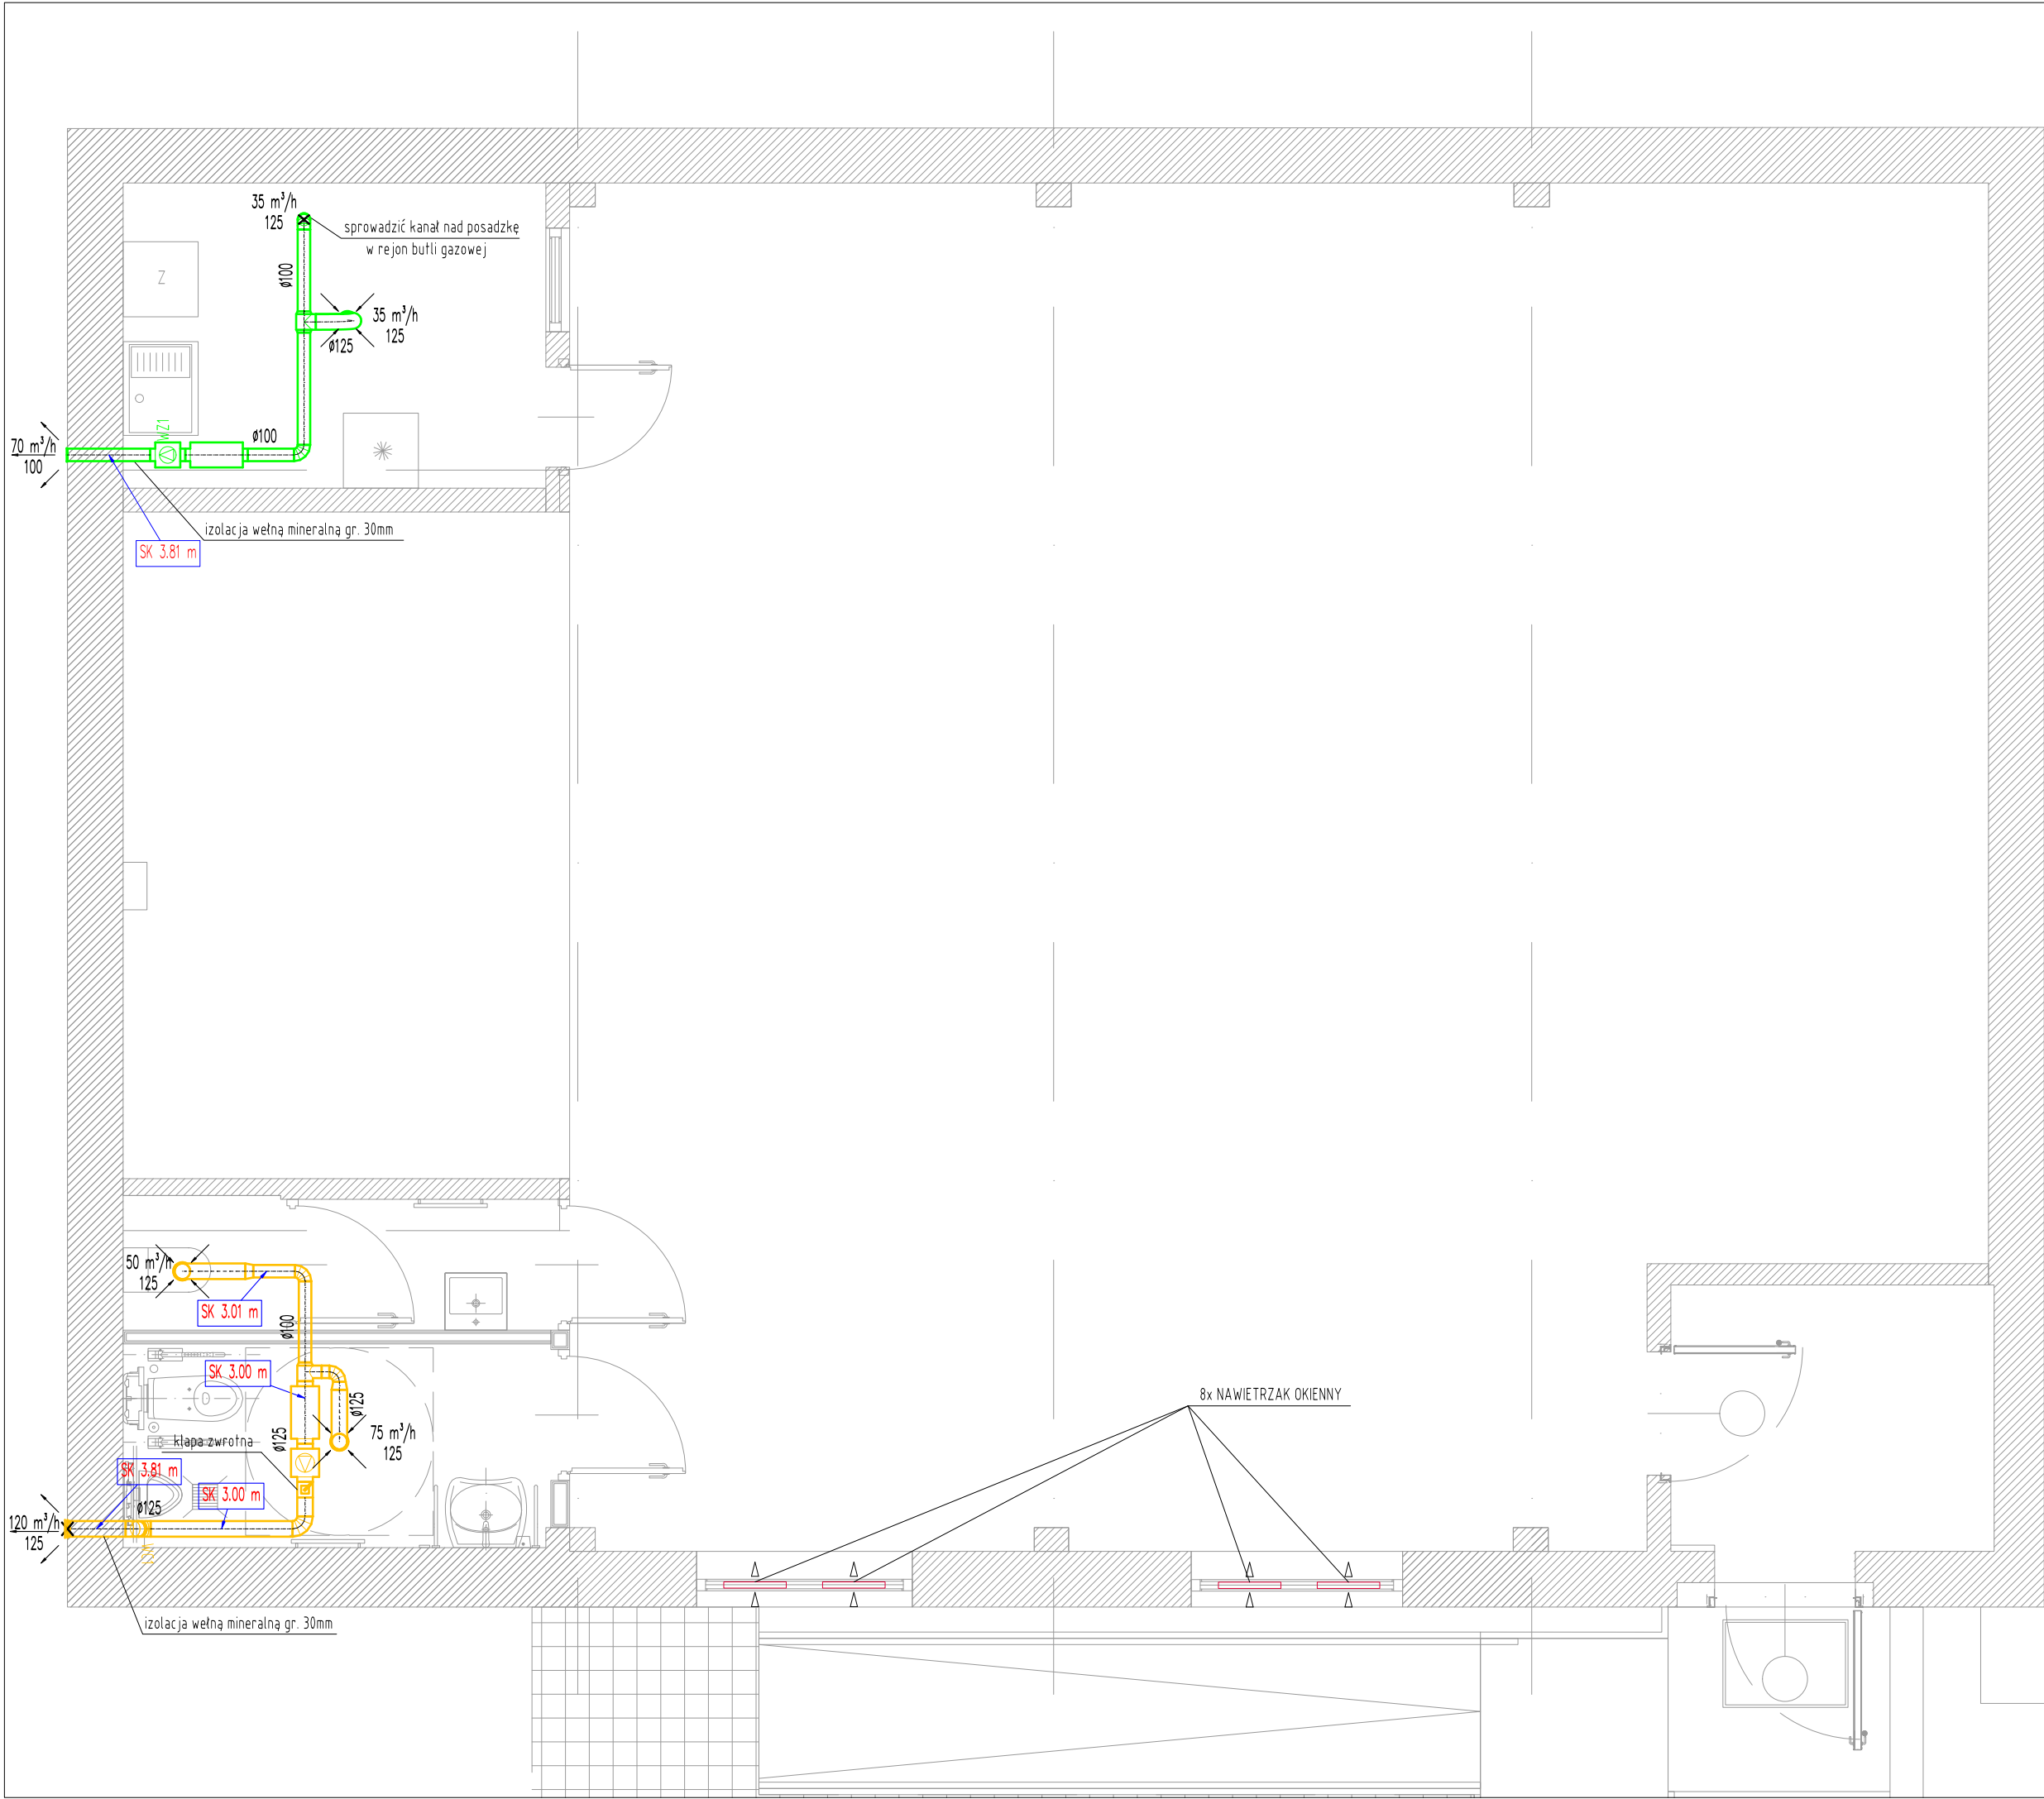 35 m³/h
125
sprowadzić kanał nad posadzkę
w rejon butli gazowej
Z
ø100
35 m³/h
125
ø125
WZ1
ø100
70 m³/h
100
izolacja wełną mineralną gr. 30mm
SK 3.81 m
50 m³/h
125
SK 3.01 m
ø100
SK 3.00 m
ø125
75 m³/h
125
ø125
klapa zwrotna
SK 3.81 m
SK 3.00 m
ø125
120 m³/h
125
izolacja wełną mineralną gr. 30mm
8x NAWIETRZAK OKIENNY